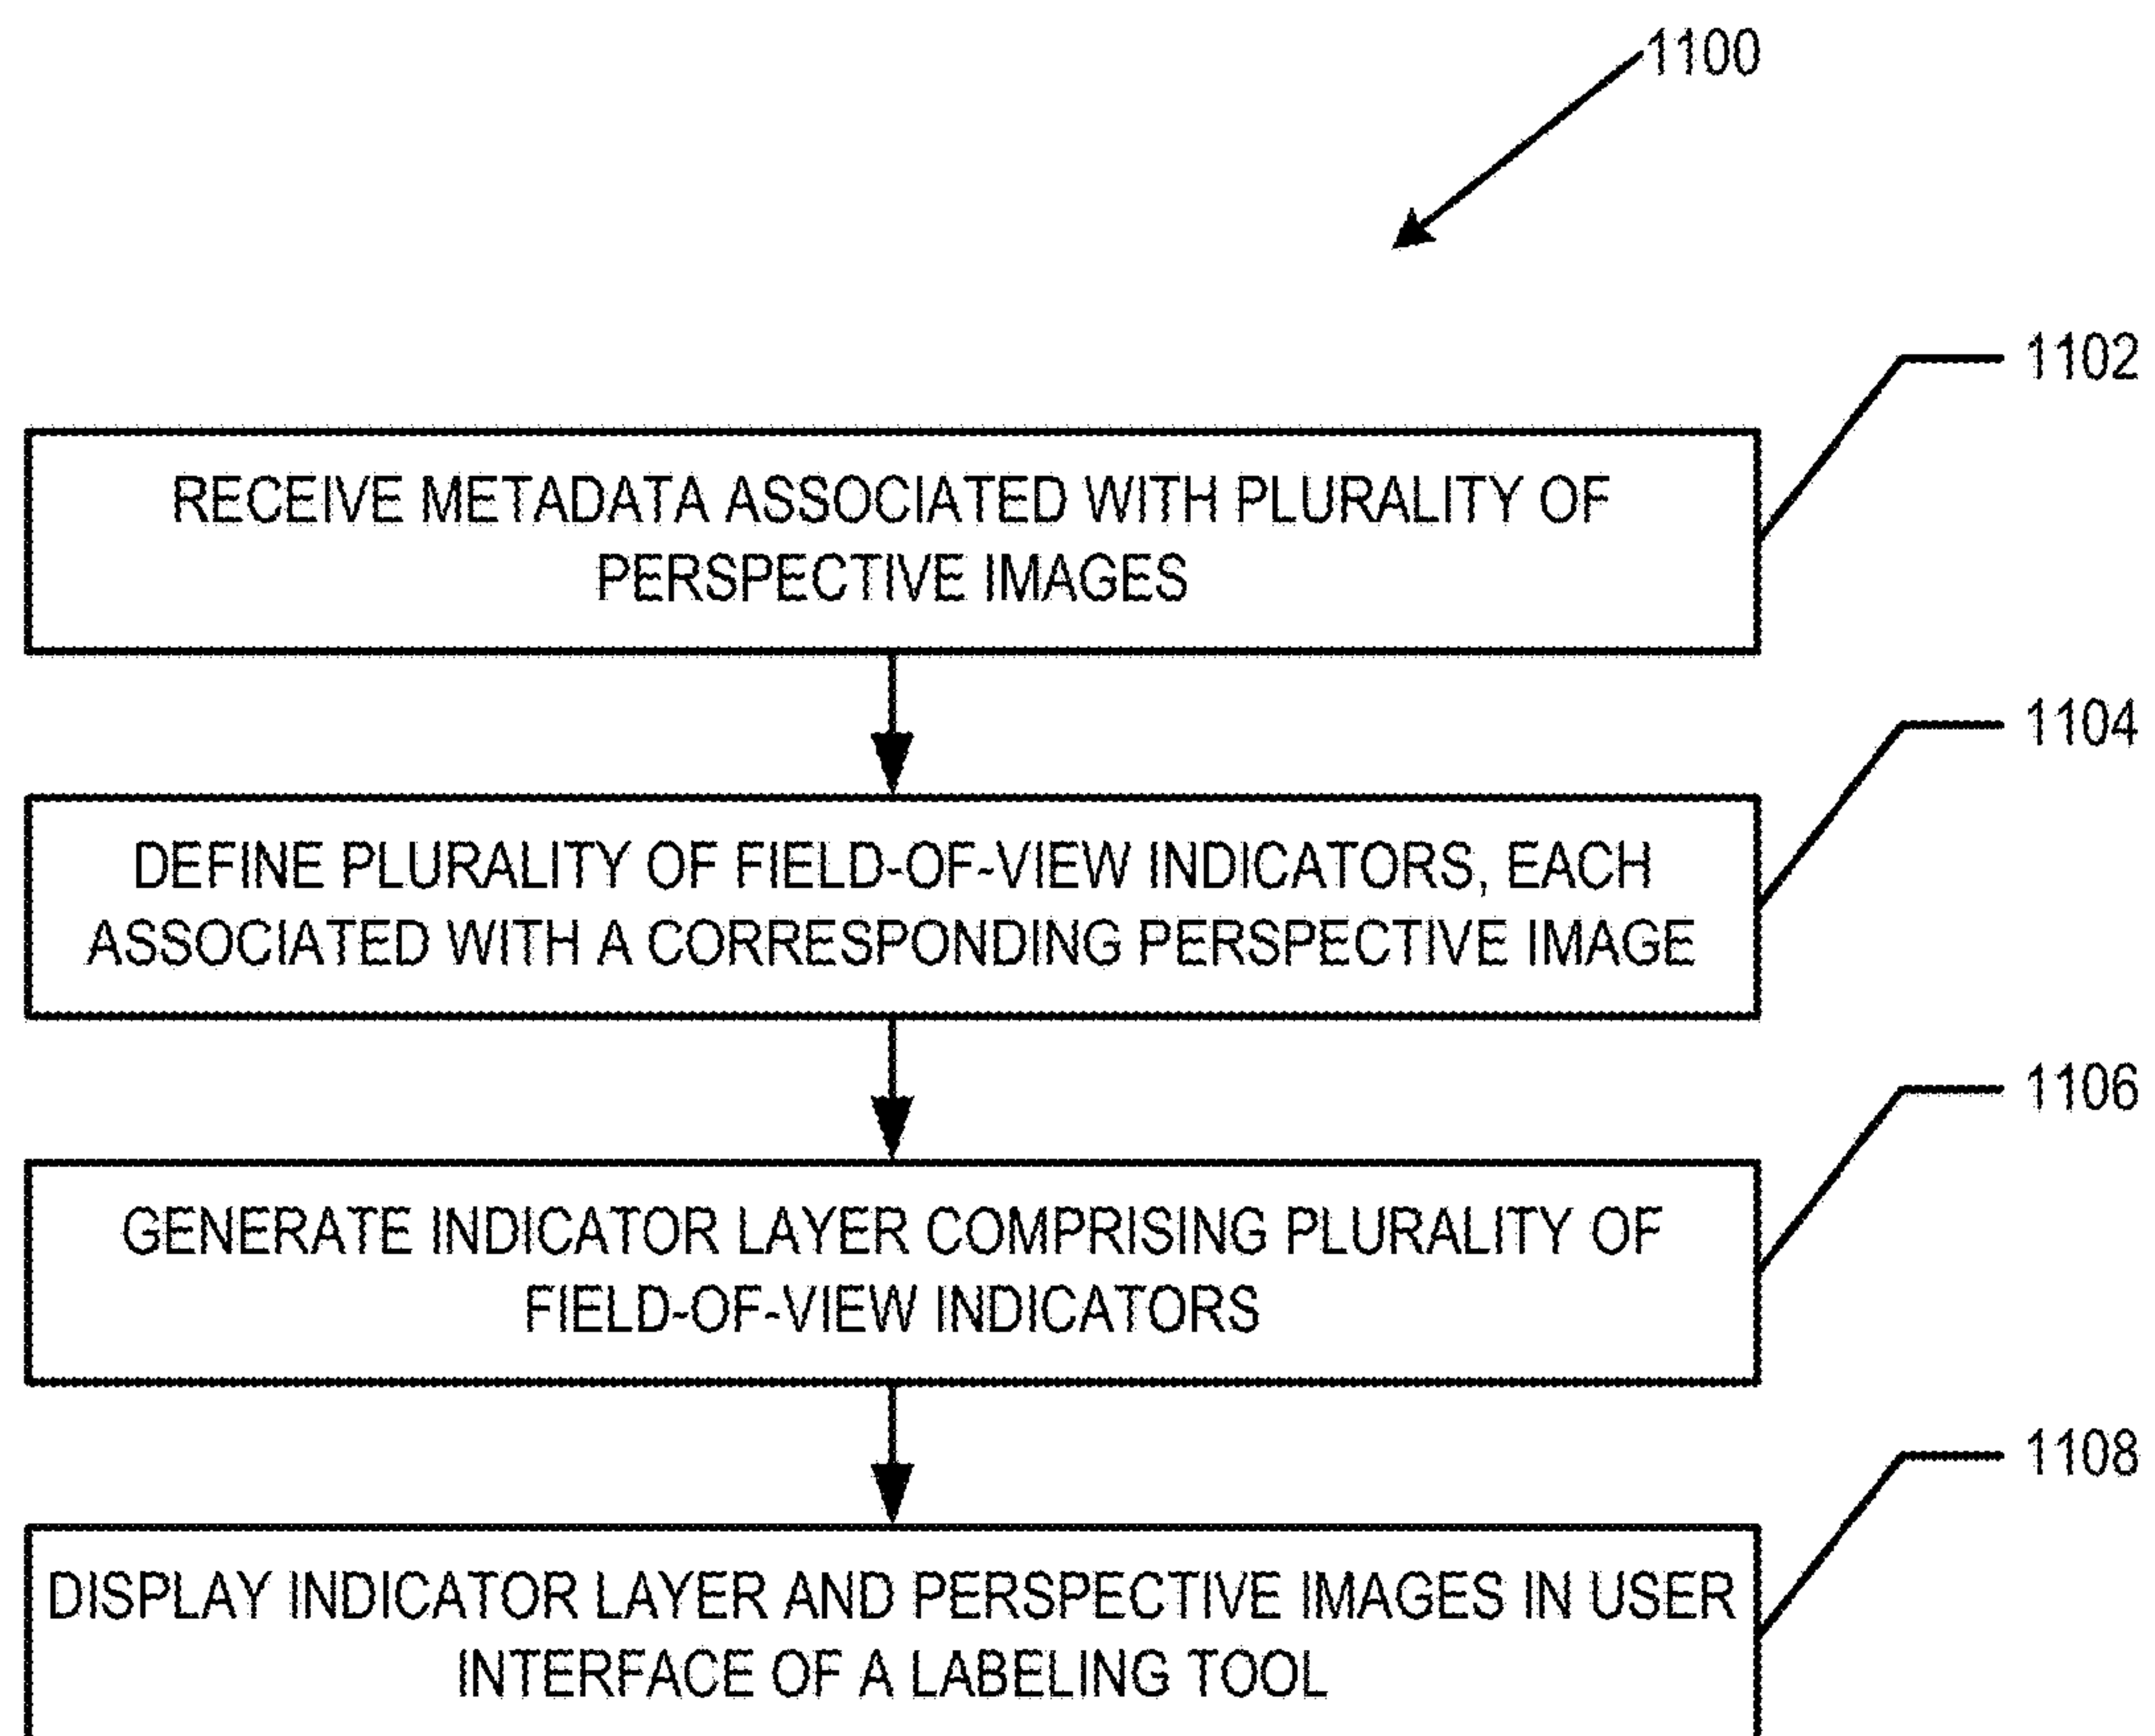 1100
1102
RECEIVE METADATA ASSOCIATED WITH PLURALITY OF
PERSPECTIVE IMAGES
1104
DEFINE PLURALITY OF FIELD-OF-VIEW INDICATORS, EACH
ASSOCIATED WITH A CORRESPONDING PERSPECTIVE IMAGE
1106
GENERATE INDICATOR LAYER COMPRISING PLURALITY OF
FIELD-OF-VIEW INDICATORS
1108
DISPLAY INDICATOR LAYER AND PERSPECTIVE IMAGES IN USER
INTERFACE OF A LABELING TOOL